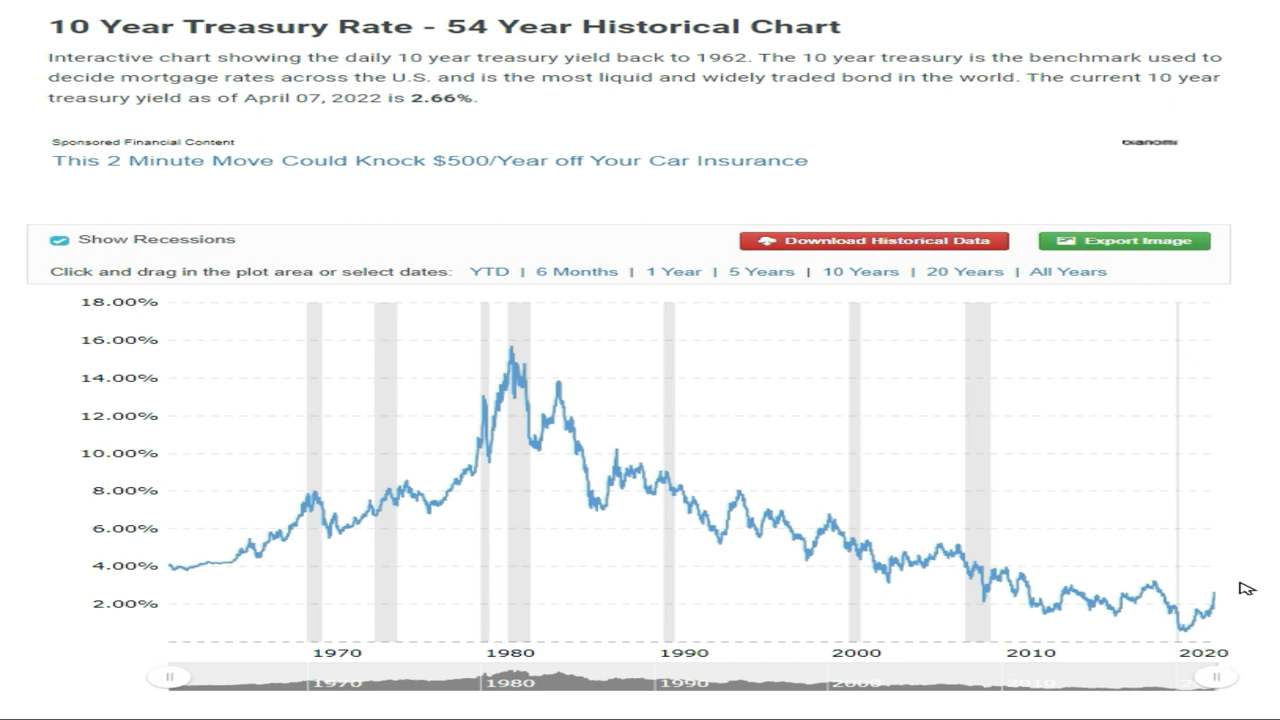 10 Year Treasury Rate - 54 Year Historical Chart
Interactive chart showing the daily 10 year treasury yield back to 1962. The 10 year treasury is the benchmark used to
decide mortgage rates across the U.S. and is the most liquid and widely traded bond in the world. The current 10 year
treasury yield as of April 07, 2022 is 2.66%.
Sponsored Financial Content
This 2 Minute Move Could Knock $500/Year off Your Car Insurance
Show Recessions
Download Historical Data
Export Image
Click and drag in the plot area or select dates: YTD | 6 Months | 1 Year | 5 Years | 10 Years | 20 Years | All Years
18.00%
16.00%
14.00%
12.00%
10.00%
8.00%
6.00%
4.00%
2.00%
1970 1980 1990 2000 2010 2020
1970 1980 1990 2000 2010